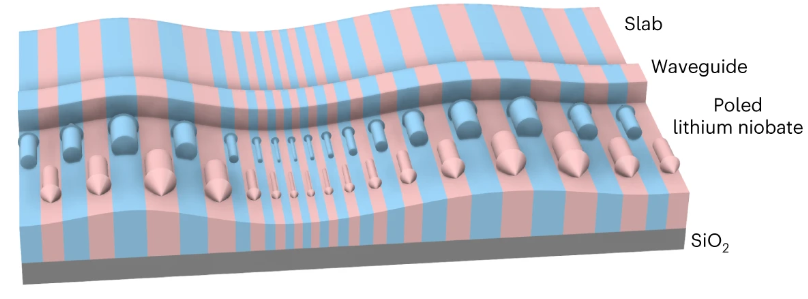 Slab
Waveguide
Poled
lithium niobate
SiO₂